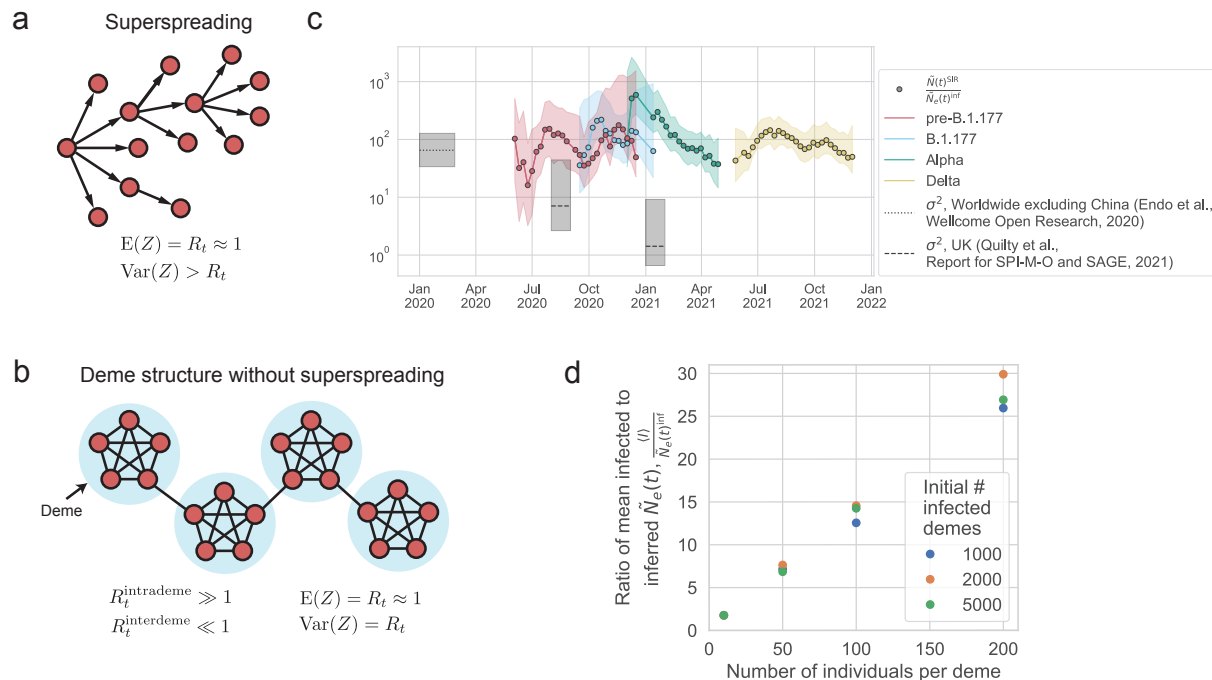 a
Superspreading
E(Z) = R_t ≈ 1
Var(Z) > R_t
c
10^3
10^2
10^1
10^0
Jan 2020
Apr 2020
Jul 2020
Oct 2020
Jan 2021
Apr 2021
Jul 2021
Oct 2021
Jan 2022
Ñ(t)^SIR / Ñ_e(t)^inf
pre-B.1.177
B.1.177
Alpha
Delta
σ², Worldwide excluding China (Endo et al.,
Wellcome Open Research, 2020)
σ², UK (Quilty et al.,
Report for SPI-M-O and SAGE, 2021)
b
Deme structure without superspreading
Deme
R_t^intrademe ≫ 1
R_t^interdeme ≪ 1
E(Z) = R_t ≈ 1
Var(Z) = R_t
d
Ratio of mean infected to
inferred Ñ_e(t), ⟨I⟩ / Ñ_e(t)^inf
30
25
20
15
10
5
0
0
50
100
150
200
Number of individuals per deme
Initial #
infected
demes
1000
2000
5000